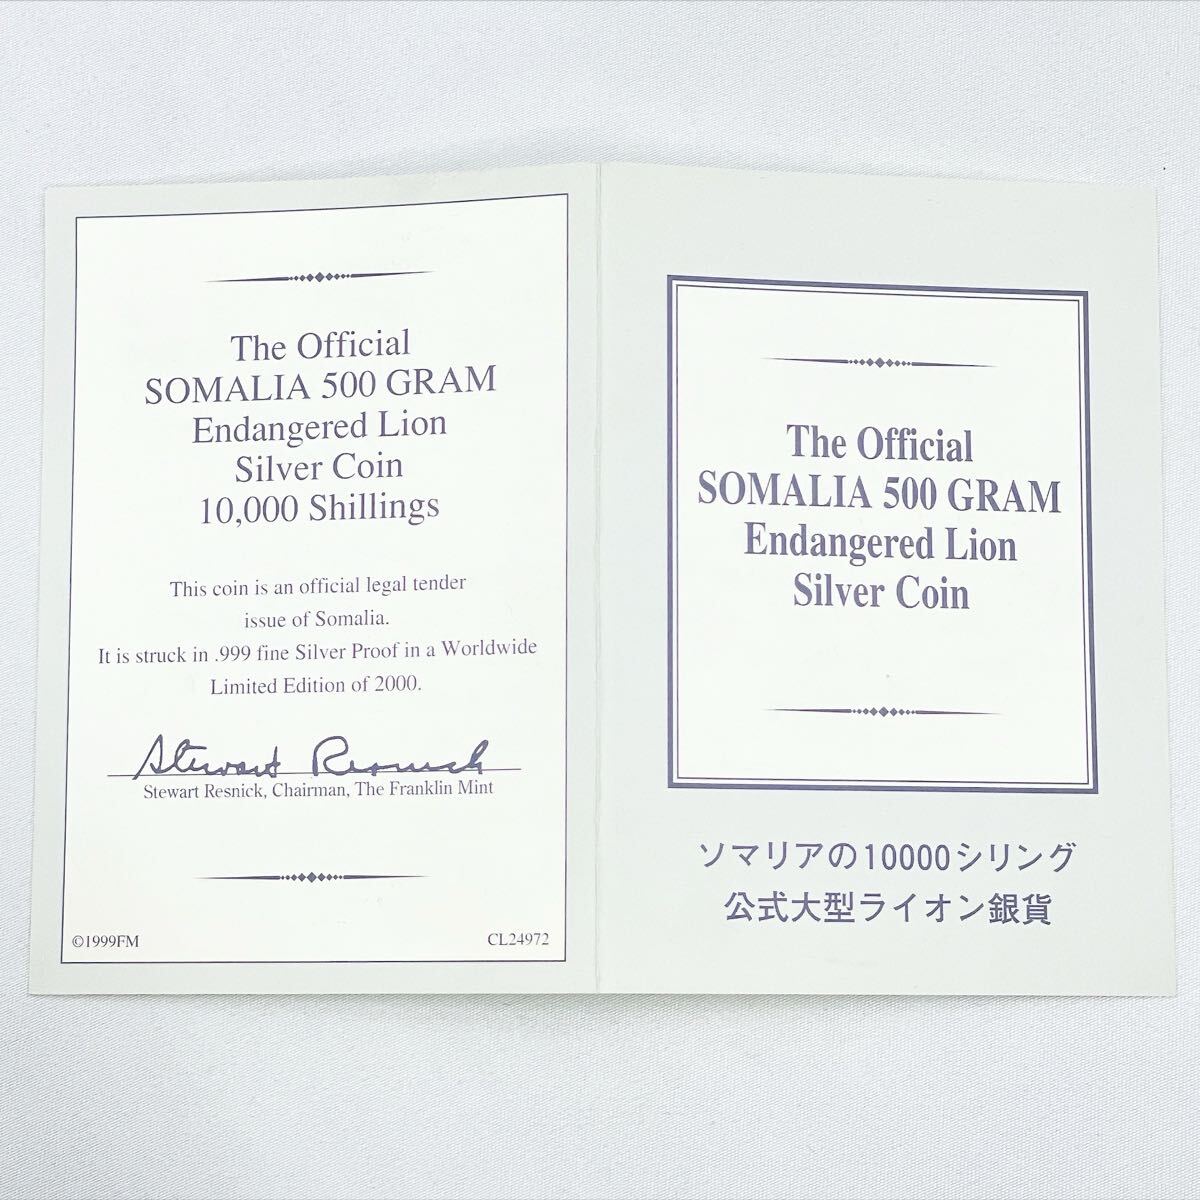 The Official
SOMALIA 500 GRAM
Endangered Lion
Silver Coin
10,000 Shillings
This coin is an official legal tender
issue of Somalia.
It is struck in .999 fine Silver Proof in a Worldwide
Limited Edition of 2000.
Stewart Resnick
Stewart Resnick, Chairman, The Franklin Mint
©1999FM
CL24972
The Official
SOMALIA 500 GRAM
Endangered Lion
Silver Coin
ソマリアの10000シリング
公式大型ライオン銀貨